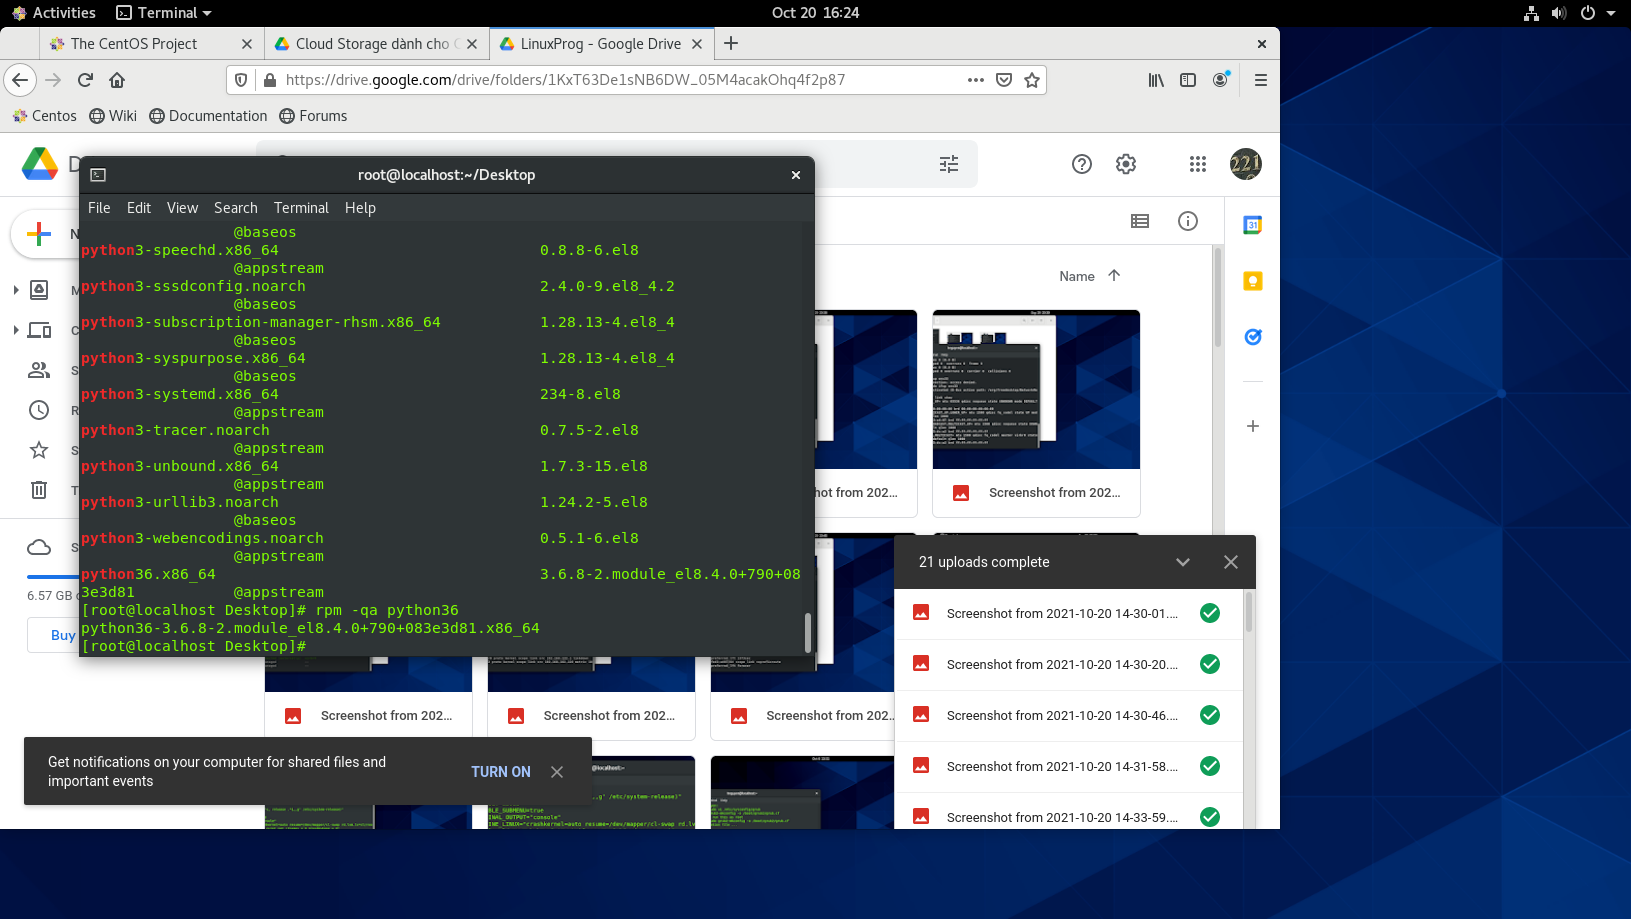 Activities
Terminal
Oct 20 16:24
The CentOS Project
Cloud Storage dành cho
LinuxProg - Google Drive
https://drive.google.com/drive/folders/1KxT63De1sNB6DW_05M4acakOhq4f2p87
Centos
Wiki
Documentation
Forums
221
root@localhost:~/Desktop
File Edit View Search Terminal Help
@baseos
python3-speechd.x86_64 0.8.8-6.el8
@appstream
python3-sssdconfig.noarch 2.4.0-9.el8_4.2
@baseos
python3-subscription-manager-rhsm.x86_64 1.28.13-4.el8_4
@baseos
python3-syspurpose.x86_64 1.28.13-4.el8_4
@baseos
python3-systemd.x86_64 234-8.el8
@appstream
python3-tracer.noarch 0.7.5-2.el8
@appstream
python3-unbound.x86_64 1.7.3-15.el8
@appstream
python3-urllib3.noarch 1.24.2-5.el8
@baseos
python3-webencodings.noarch 0.5.1-6.el8
@appstream
python36.x86_64 3.6.8-2.module_el8.4.0+790+08
3e3d81 @appstream
[root@localhost Desktop]# rpm -qa python36
python36-3.6.8-2.module_el8.4.0+790+083e3d81.x86_64
[root@localhost Desktop]#
31
Name
6.57 GB
Buy
hot from 202...
Screenshot from 202...
21 uploads complete
Screenshot from 2021-10-20 14-30-01....
Screenshot from 2021-10-20 14-30-20....
Screenshot from 2021-10-20 14-30-46....
Screenshot from 2021-10-20 14-31-58....
Screenshot from 2021-10-20 14-33-59....
Screenshot from 202...
Screenshot from 202...
Screenshot from 202...
Get notifications on your computer for shared files and
important events
TURN ON